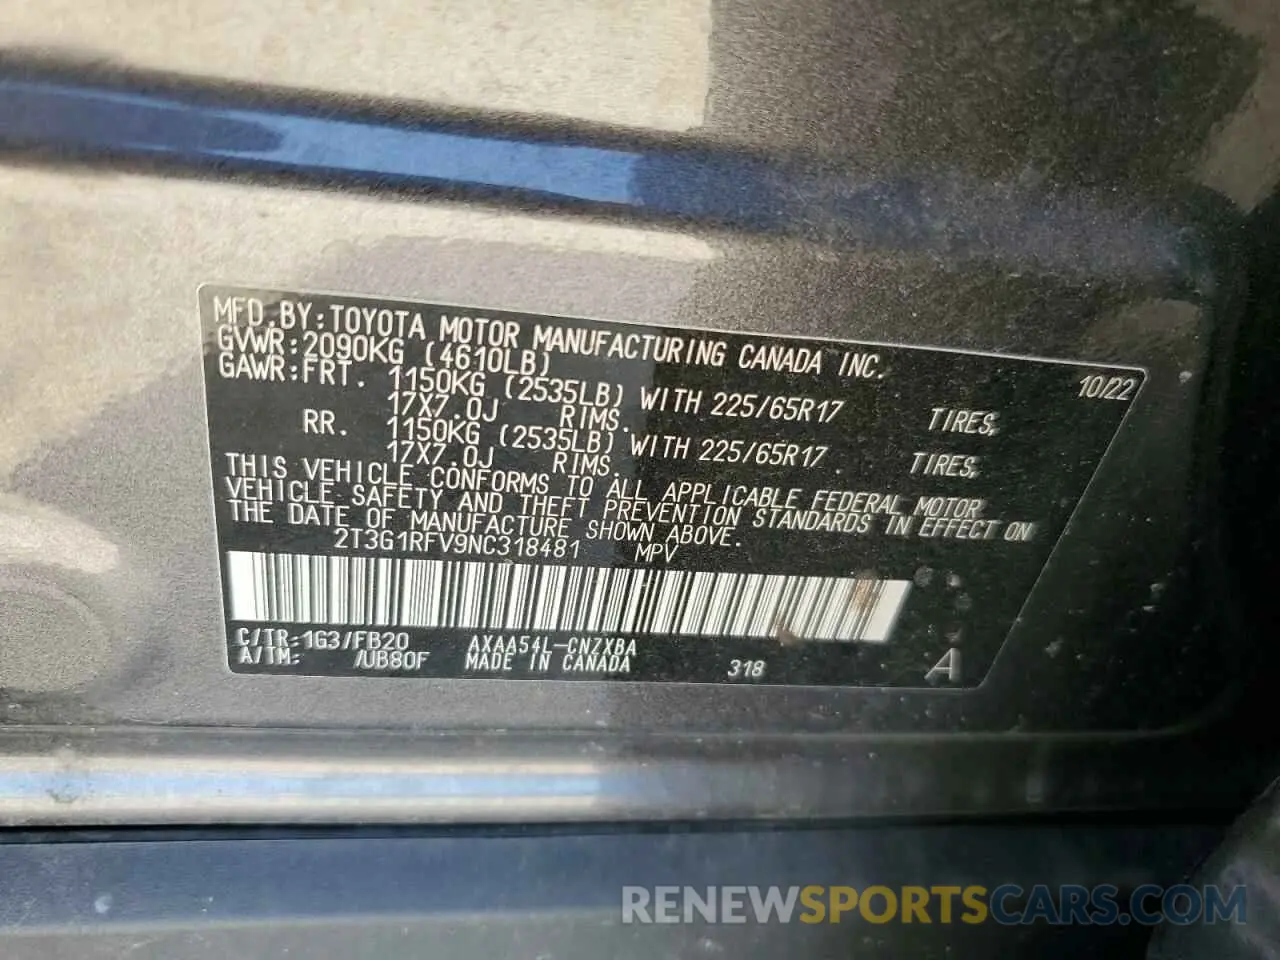 MFD.BY:TOYOTA MOTOR MANUFACTURING CANADA INC. 10/22
GVWR:2090KG (4610LB)
GAWR:FRT. 1150KG (2535LB) WITH 225/65R17 TIRES,
17X7.0J RIMS.
RR. 1150KG (2535LB) WITH 225/65R17 TIRES,
17X7.0J RIMS.
THIS VEHICLE CONFORMS TO ALL APPLICABLE FEDERAL MOTOR
VEHICLE SAFETY AND THEFT PREVENTION STANDARDS IN EFFECT ON
THE DATE OF MANUFACTURE SHOWN ABOVE.
2T3G1RFV9NC318481 MPV
C/TR:1G3/FB20 AXAA54L-CNZXBA
A/TM: /UB80F MADE IN CANADA 318 A
RENEWSPORTSCARS.COM